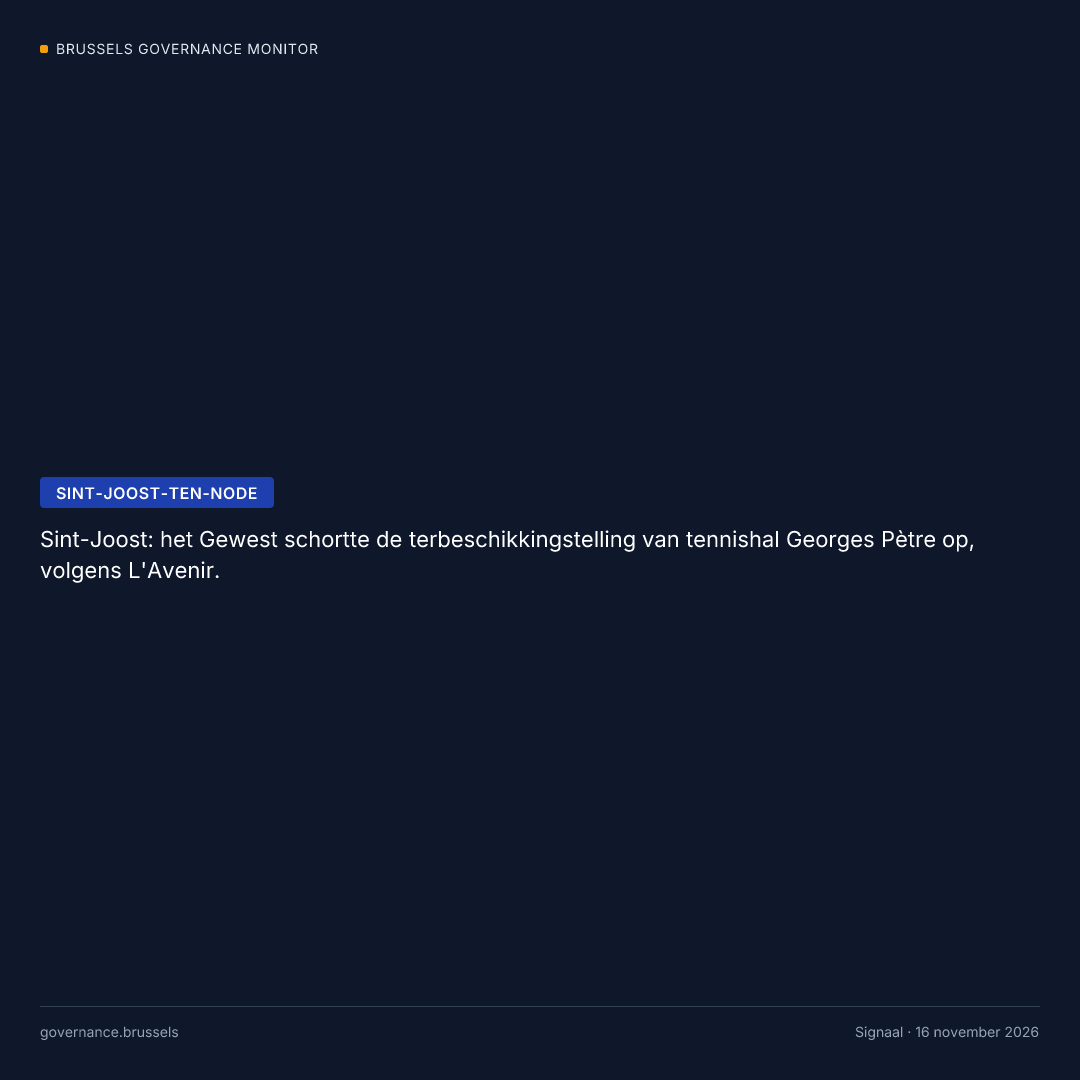 BRUSSELS GOVERNANCE MONITOR
SINT-JOOST-TEN-NODE
Sint-Joost: het Gewest schortte de terbeschikkingstelling van tennishal Georges Pètre op,
volgens L'Avenir.
governance.brussels
Signaal · 16 november 2026